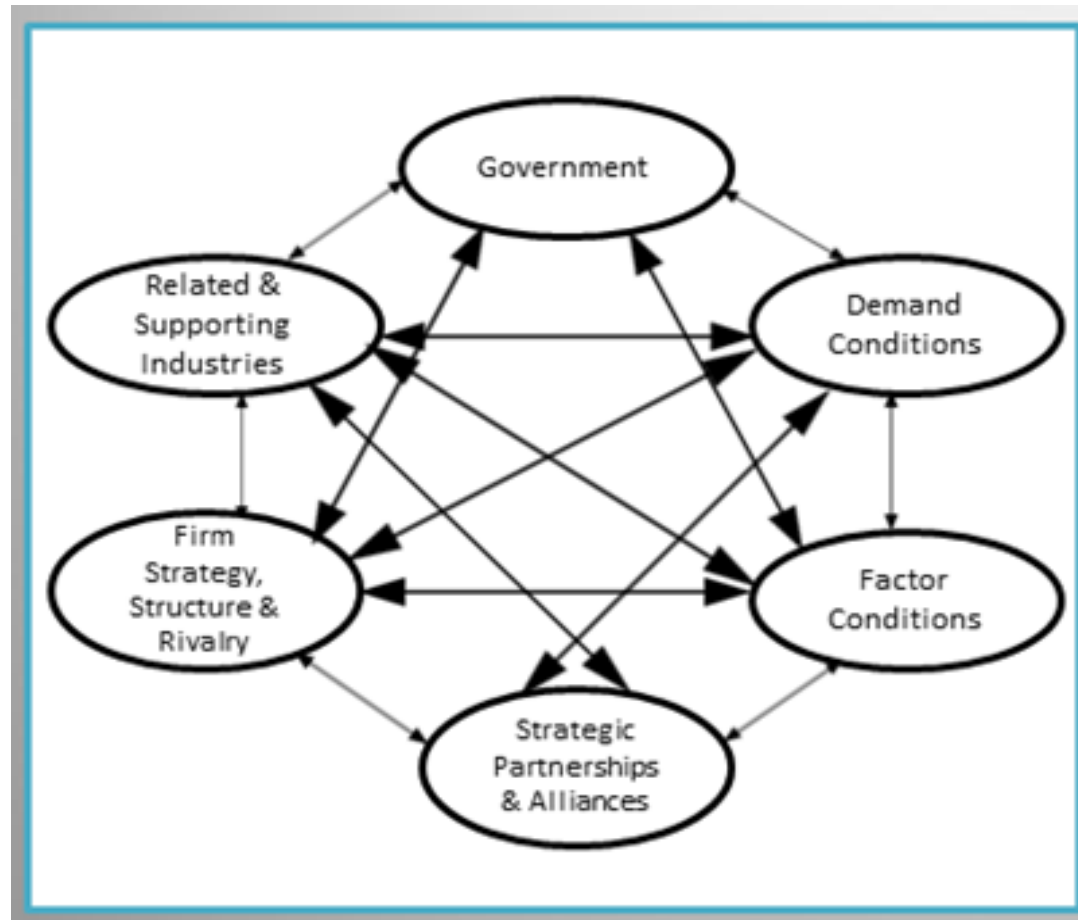 Government
Related &
Supporting
Industries
Demand
Conditions
Firm
Strategy,
Structure &
Rivalry
Factor
Conditions
Strategic
Partnerships
& Alliances